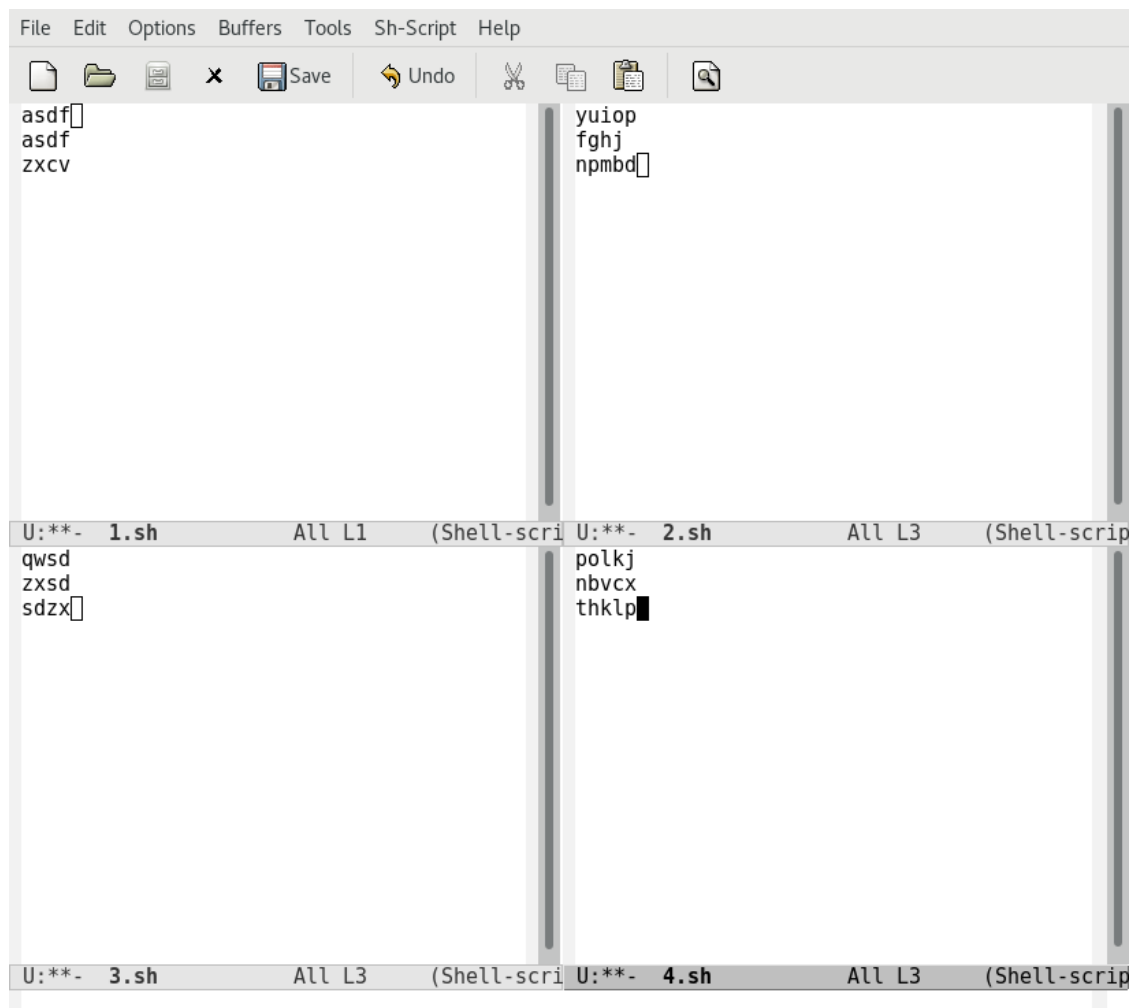 File Edit Options Buffers Tools Sh-Script Help
Save Undo
asdf
asdf
zxcv
U:**- 1.sh All L1 (Shell-scri
yuiop
fghj
npmbd
U:**- 2.sh All L3 (Shell-scrip
qwsd
zxsd
sdzx
U:**- 3.sh All L3 (Shell-scri
polkj
nbvcx
thklp
U:**- 4.sh All L3 (Shell-scrip